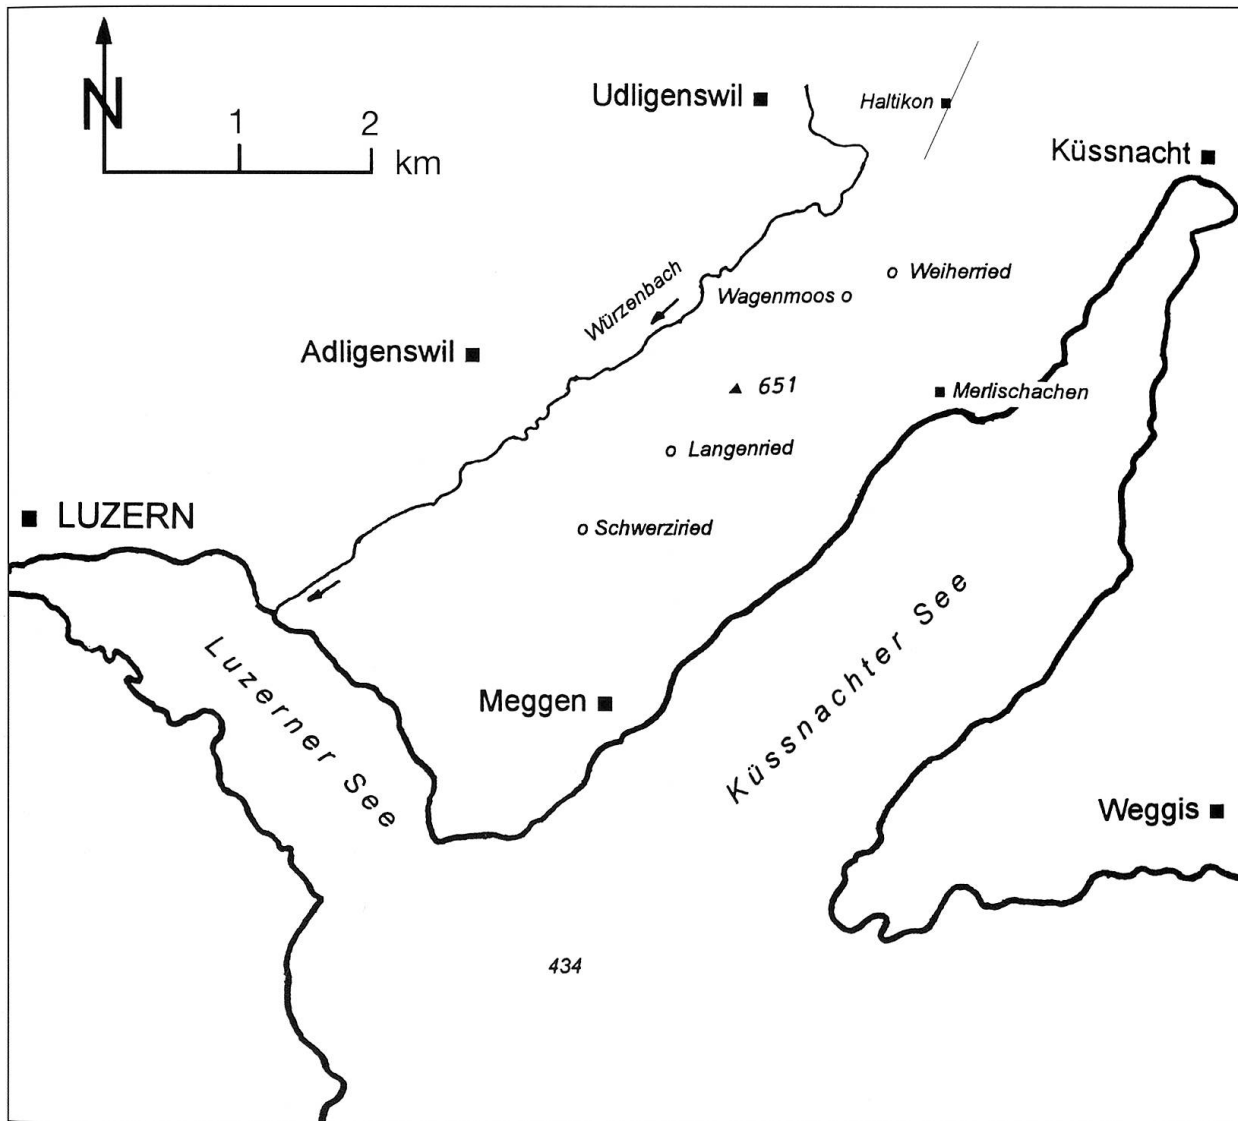 N
1 2
km
Udligenswil
Haltikon
Küssnacht
Weiherried
Wagenmoos
Würzenbach
Adligenswil
651
Merlischachen
Langenried
LUZERN
Schwerziried
Luzerner See
Küssnachter See
Meggen
Weggis
434